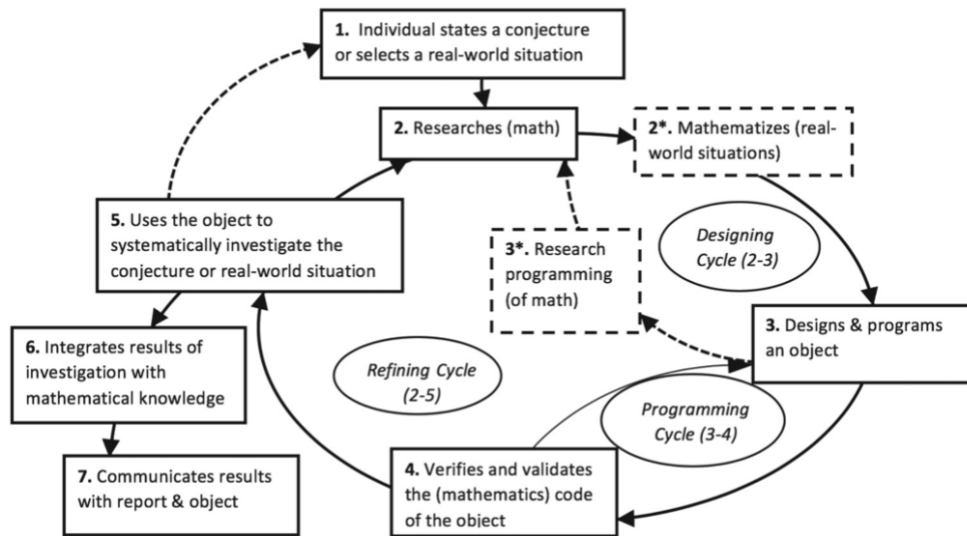 1. Individual states a conjecture
or selects a real-world situation
2. Researches (math)
2*. Mathematizes (real-
world situations)
5. Uses the object to
systematically investigate the
conjecture or real-world situation
3*. Research
programming
(of math)
Designing
Cycle (2-3)
3. Designs & programs
an object
6. Integrates results of
investigation with
mathematical knowledge
Refining Cycle
(2-5)
Programming
Cycle (3-4)
7. Communicates results
with report & object
4. Verifies and validates
the (mathematics) code
of the object